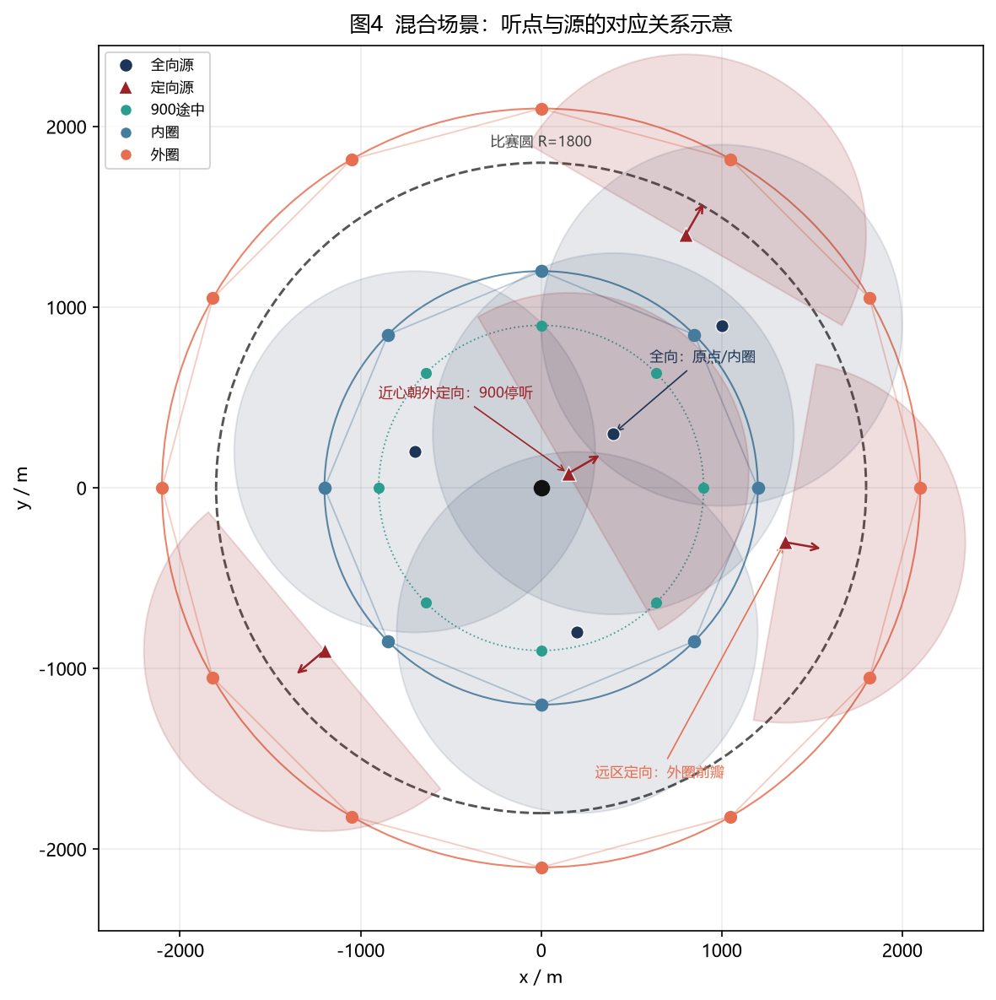 图4 混合场景：听点与源的对应关系示意
全向源
定向源
900途中
内圈
外圈
比赛圆 R=1800
全向：原点/内圈
近心朝外定向：900停听
远区定向：外圈前瓣
2000
1000
0
-1000
-2000
y / m
-2000
-1000
0
1000
2000
x / m